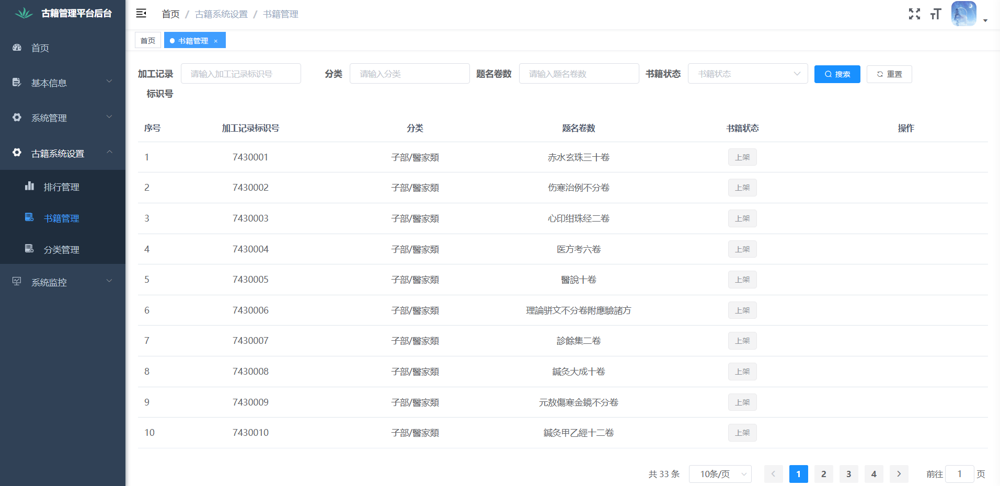 古籍管理平台后台
首页
基本信息
系统管理
古籍系统设置
排行管理
书籍管理
分类管理
系统监控
首页 / 古籍系统设置 / 书籍管理
首页
书籍管理 ×
加工记录标识号 请输入加工记录标识号 分类 请输入分类 题名卷数 请输入题名卷数 书籍状态 书籍状态 搜索 重置
序号 加工记录标识号 分类 题名卷数 书籍状态 操作
1 7430001 子部/醫家類 赤水玄珠三十卷 上架
2 7430002 子部/醫家類 伤寒治例不分卷 上架
3 7430003 子部/醫家類 心印绀珠经二卷 上架
4 7430004 子部/醫家類 医方考六卷 上架
5 7430005 子部/醫家類 醫說十卷 上架
6 7430006 子部/醫家類 理論骈文不分卷附應驗諸方 上架
7 7430007 子部/醫家類 診餘集二卷 上架
8 7430008 子部/醫家類 鍼灸大成十卷 上架
9 7430009 子部/醫家類 元敖傷寒金鏡不分卷 上架
10 7430010 子部/醫家類 鍼灸甲乙經十二卷 上架
共 33 条 10条/页 1 2 3 4 前往 1 页